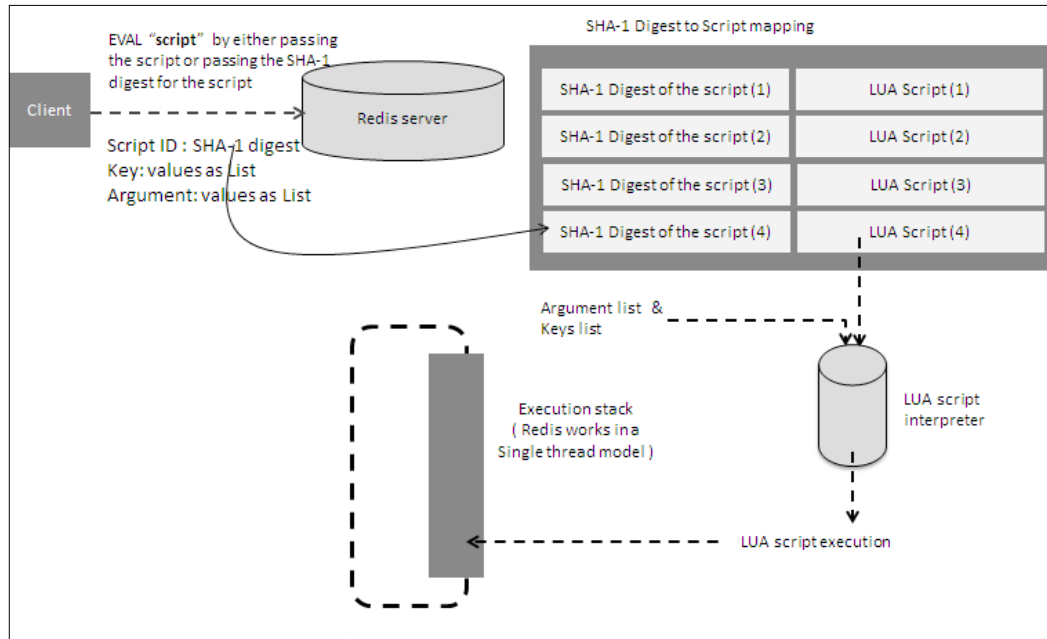 EVAL “script” by either passing
the script or passing the SHA-1
digest for the script
Client
Redis server
Script ID : SHA-1 digest
Key: values as List
Argument: values as List
SHA-1 Digest to Script mapping
SHA-1 Digest of the script (1)
LUA Script (1)
SHA-1 Digest of the script (2)
LUA Script (2)
SHA-1 Digest of the script (3)
LUA Script (3)
SHA-1 Digest of the script (4)
LUA Script (4)
Argument list &
Keys list
LUA script
interpreter
Execution stack
( Redis works in a
Single thread model )
LUA script execution